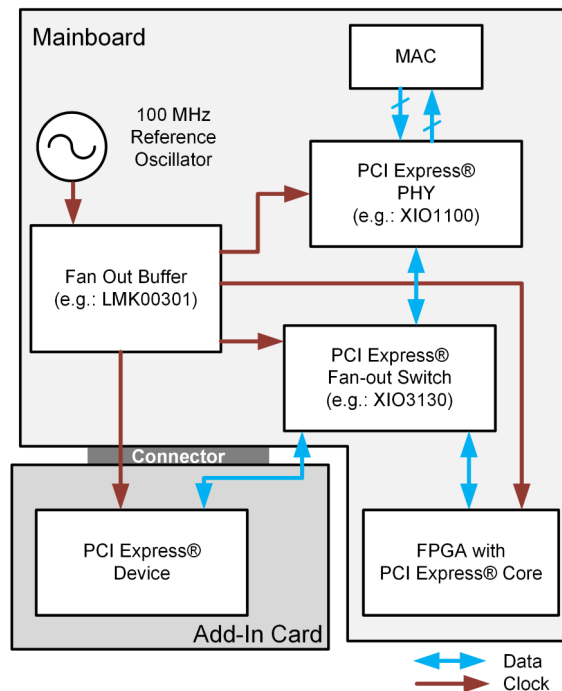 Mainboard
MAC
100 MHz
Reference
Oscillator
PCI Express®
PHY
(e.g.: XIO1100)
Fan Out Buffer
(e.g.: LMK00301)
PCI Express®
Fan-out Switch
(e.g.: XIO3130)
Connector
PCI Express®
Device
FPGA with
PCI Express® Core
Add-In Card
Data
Clock